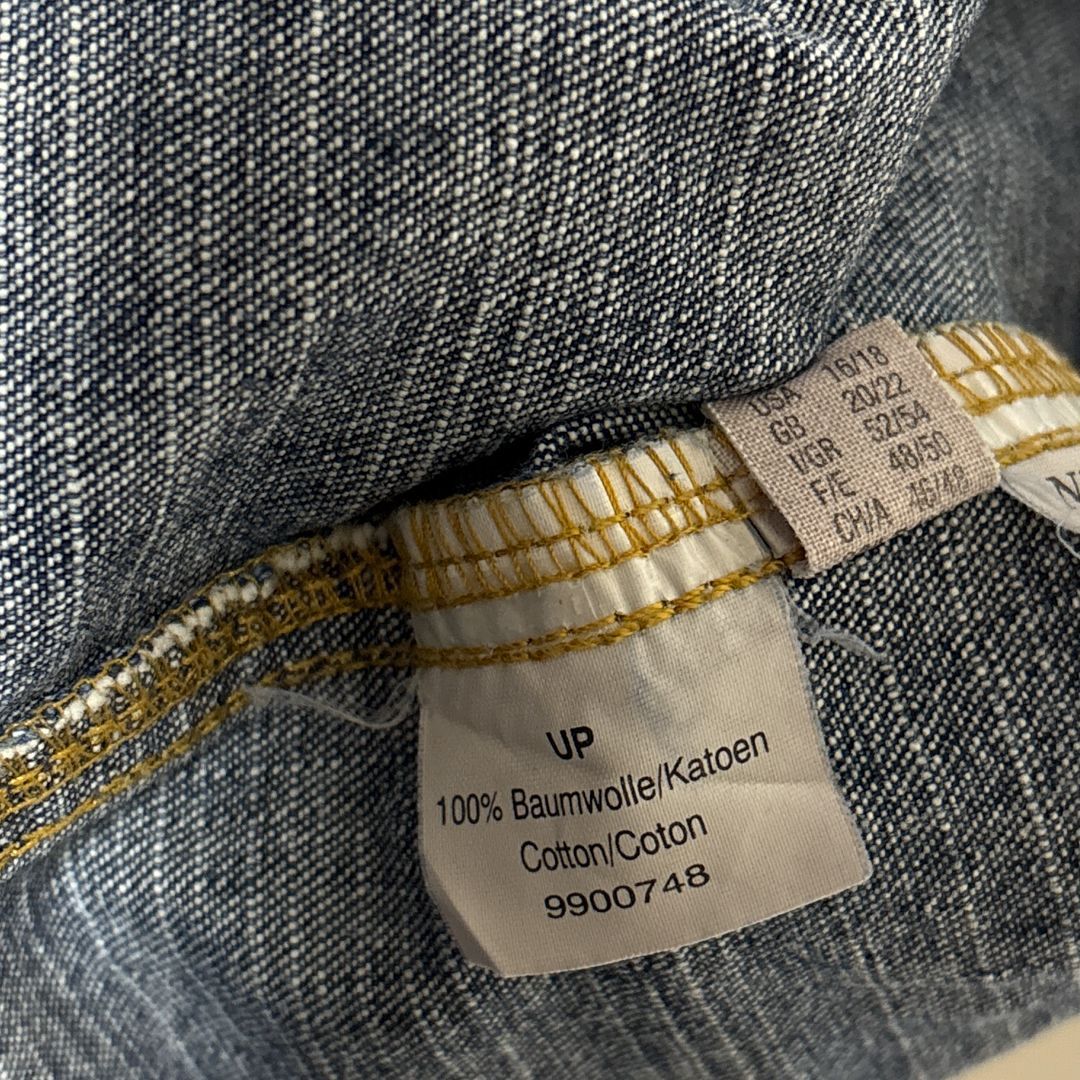 USA 16/18
GB 20/22
I/GR 52/54
F/E 48/50
CH/A 46/48
UP
100% Baumwolle/Katoen
Cotton/Coton
9900748